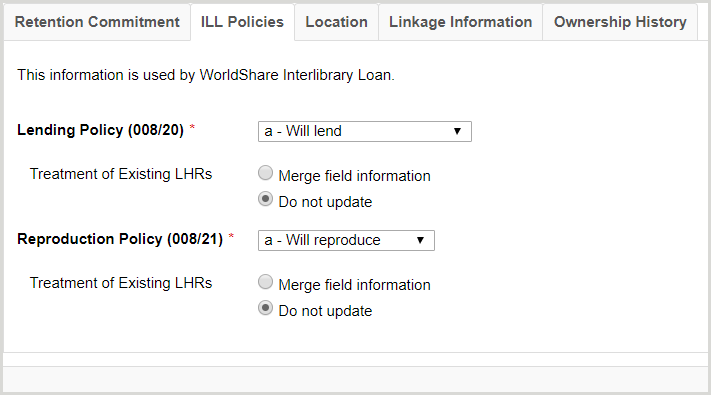 Retention Commitment ILL Policies Location Linkage Information Ownership History
This information is used by WorldShare Interlibrary Loan.
Lending Policy (008/20) * a - Will lend
Treatment of Existing LHRs Merge field information
Do not update
Reproduction Policy (008/21) * a - Will reproduce
Treatment of Existing LHRs Merge field information
Do not update